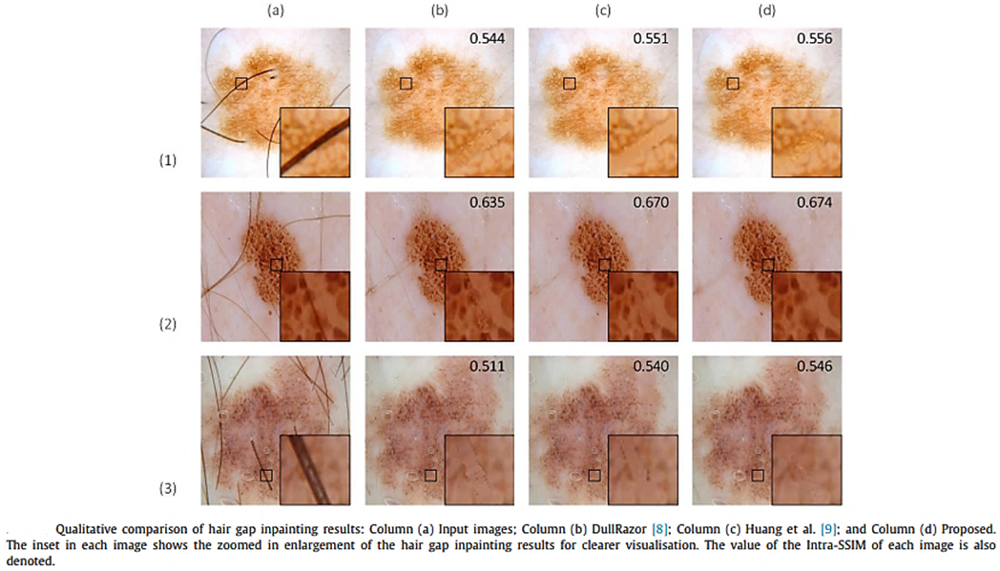 (a) (b) (c) (d)
0.544 0.551 0.556
(1)
0.635 0.670 0.674
(2)
0.511 0.540 0.546
(3)
Qualitative comparison of hair gap inpainting results: Column (a) Input images; Column (b) DullRazor [8]; Column (c) Huang et al. [9]; and Column (d) Proposed.
The inset in each image shows the zoomed in enlargement of the hair gap inpainting results for clearer visualisation. The value of the Intra-SSIM of each image is also
denoted.